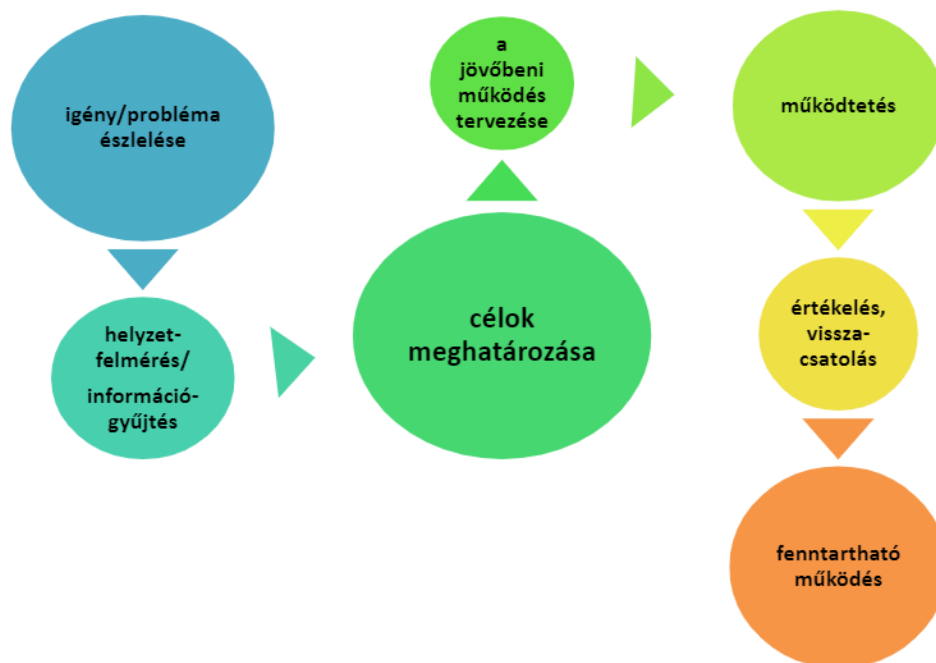 igény/probléma
észlelése
helyzet-
felmérés/
információ-
gyűjtés
célok
meghatározása
a
jövőbeni
működés
tervezése
működtetés
értékelés,
vissza-
csatolás
fenntartható
működés